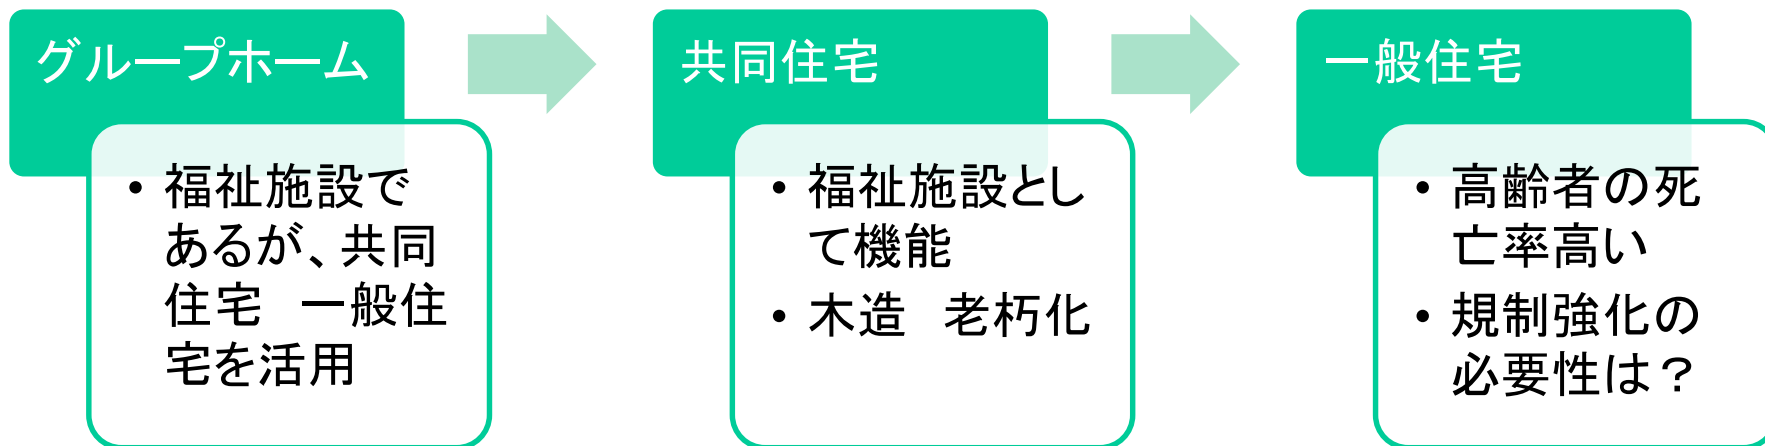 グループホーム
• 福祉施設で
あるが、共同
住宅　一般住
宅を活用
共同住宅
• 福祉施設とし
て機能
• 木造　老朽化
一般住宅
• 高齢者の死
亡率高い
• 規制強化の
必要性は？